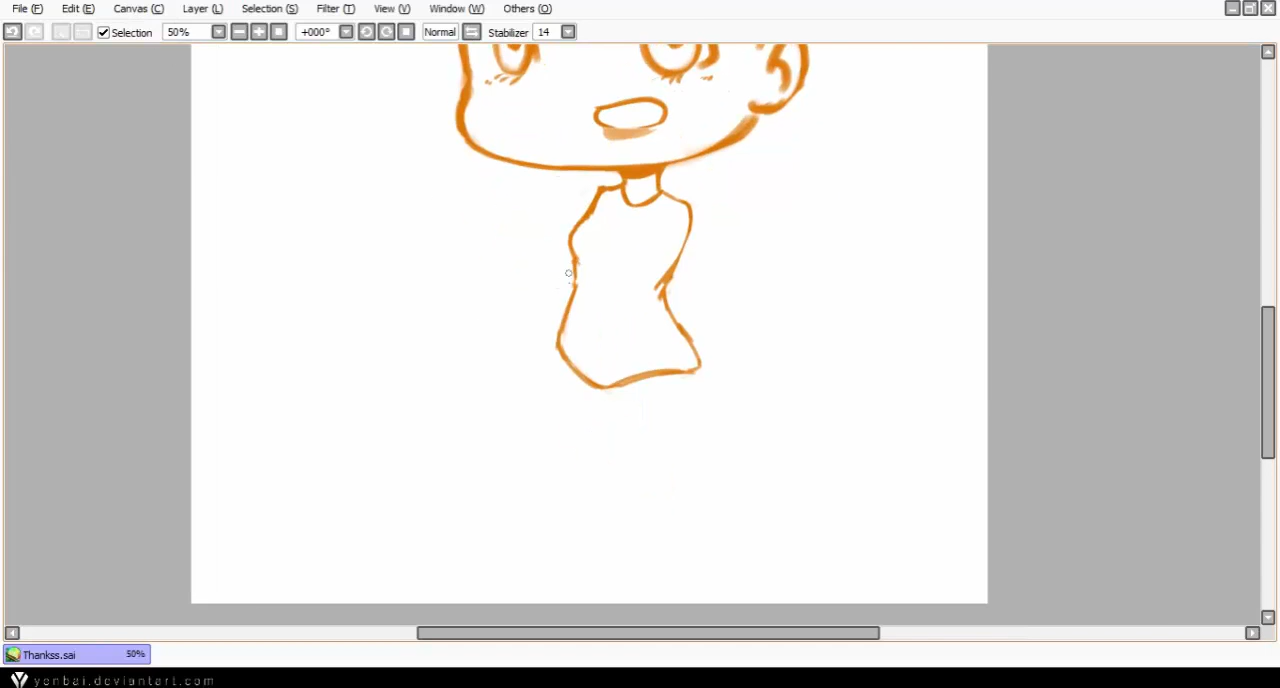 File (F) Edit (E) Canvas (C) Layer (L) Selection (S) Filter (T) View (V) Window (W) Others (O)
Selection 50% +000° Normal Stabilizer 14
Thankss.sai 50%
yenbai.deviantart.com